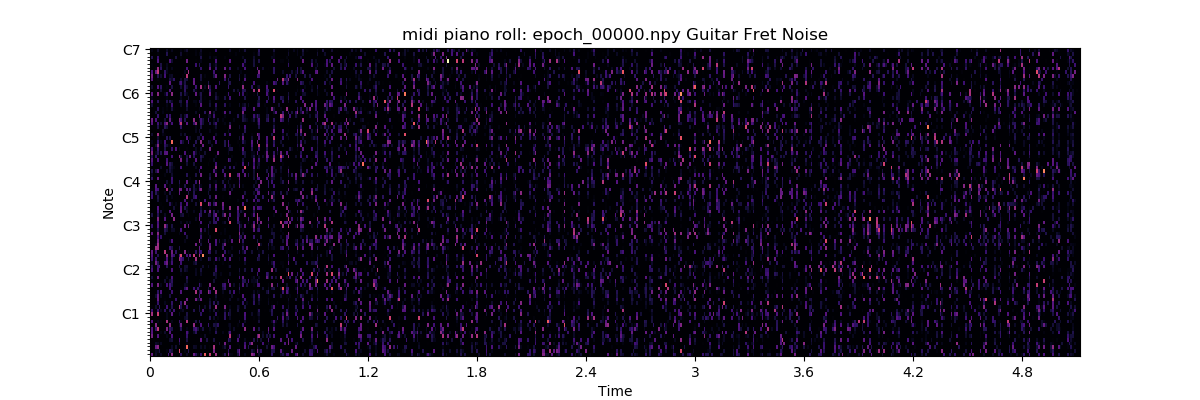 midi piano roll: epoch_00000.npy Guitar Fret Noise
C7
C6
C5
C4
C3
C2
C1
Note
0 0.6 1.2 1.8 2.4 3 3.6 4.2 4.8
Time